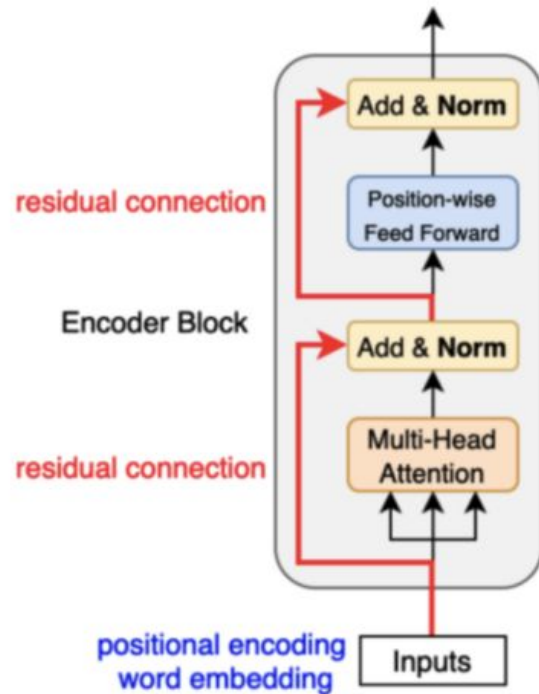 Add & Norm
residual connection
Position-wise
Feed Forward
Encoder Block
Add & Norm
residual connection
Multi-Head
Attention
positional encoding
word embedding
Inputs